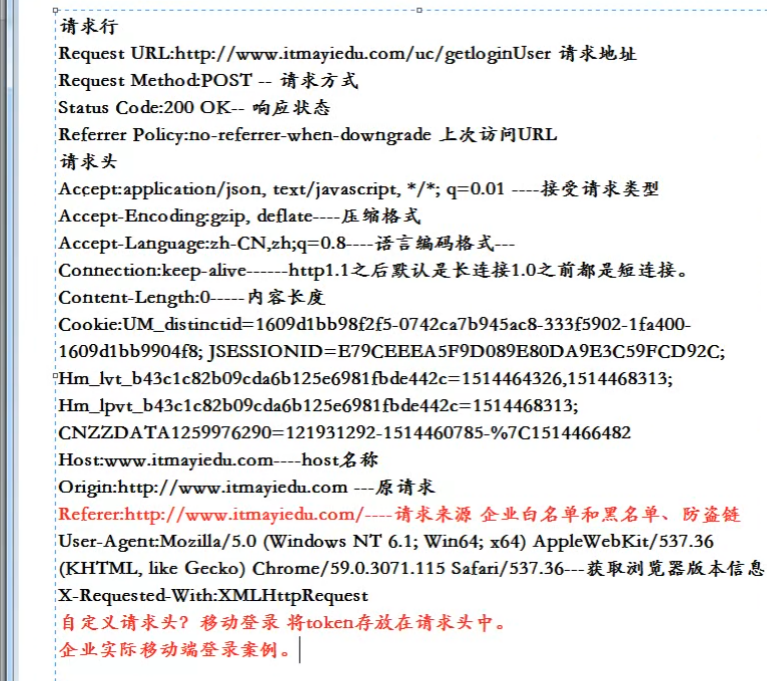 请求行
Request URL:http://www.itmayiedu.com/uc/getloginUser 请求地址
Request Method:POST -- 请求方式
Status Code:200 OK-- 响应状态
Referrer Policy:no-referrer-when-downgrade 上次访问URL
请求头
Accept:application/json, text/javascript, */*; q=0.01 ----接受请求类型
Accept-Encoding:gzip, deflate----压缩格式
Accept-Language:zh-CN,zh;q=0.8----语言编码格式---
Connection:keep-alive------http1.1之后默认是长连接1.0之前都是短连接。
Content-Length:0-----内容长度
Cookie:UM_distinctid=1609d1bb98f2f5-0742ca7b945ac8-333f5902-1fa400-
1609d1bb9904f8; JSESSIONID=E79CEEEA5F9D089E80DA9E3C59FCD92C;
Hm_lvt_b43c1c82b09cda6b125e6981fbde442c=1514464326,1514468313;
Hm_lpvt_b43c1c82b09cda6b125e6981fbde442c=1514468313;
CNZZDATA1259976290=121931292-1514460785-%7C1514466482
Host:www.itmayiedu.com----host名称
Origin:http://www.itmayiedu.com ---原请求
Referer:http://www.itmayiedu.com/----请求来源 企业白名单和黑名单、防盗链
User-Agent:Mozilla/5.0 (Windows NT 6.1; Win64; x64) AppleWebKit/537.36
(KHTML, like Gecko) Chrome/59.0.3071.115 Safari/537.36---获取浏览器版本信息
X-Requested-With:XMLHttpRequest
自定义请求头？移动登录 将token存放在请求头中。
企业实际移动端登录案例。